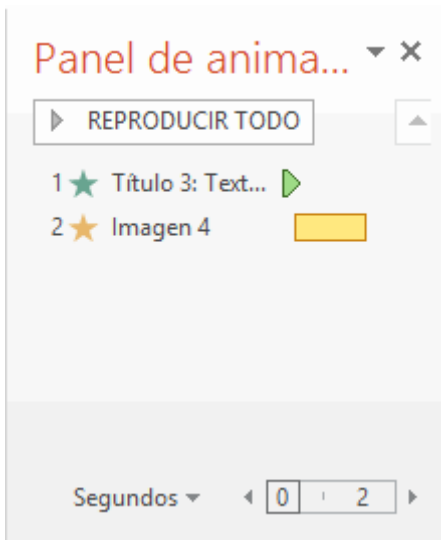 Panel de anima...
REPRODUCIR TODO
1 Título 3: Text...
2 Imagen 4
Segundos 0 2